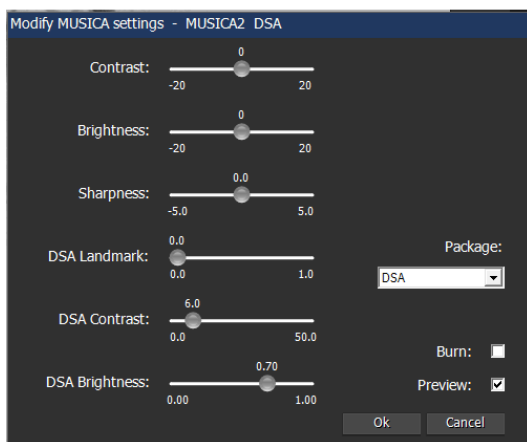 Modify MUSICA settings - MUSICA2 DSA
0
Contrast:
-20 20
0
Brightness:
-20 20
0.0
Sharpness:
-5.0 5.0
0.0
DSA Landmark:
0.0 1.0
Package:
DSA
6.0
DSA Contrast:
0.0 50.0
Burn:
0.70
DSA Brightness:
0.00 1.00
Preview:
Ok Cancel